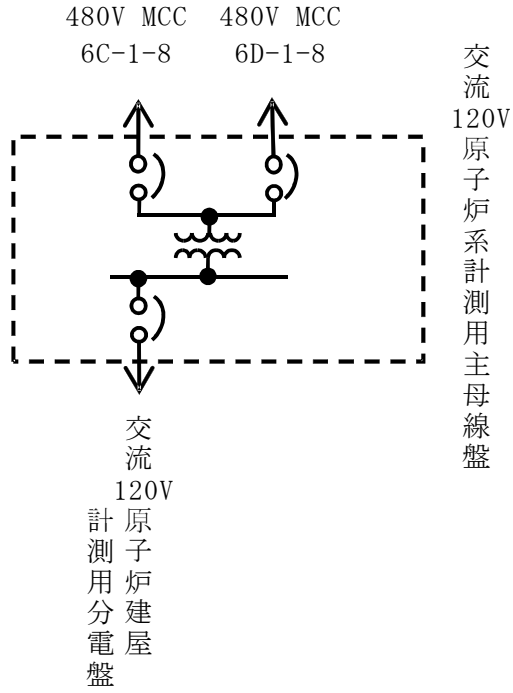 480V MCC
6C-1-8
480V MCC
6D-1-8
交流120V原子炉系計測用主母線盤
交流120V原子炉建屋
計測用分電盤